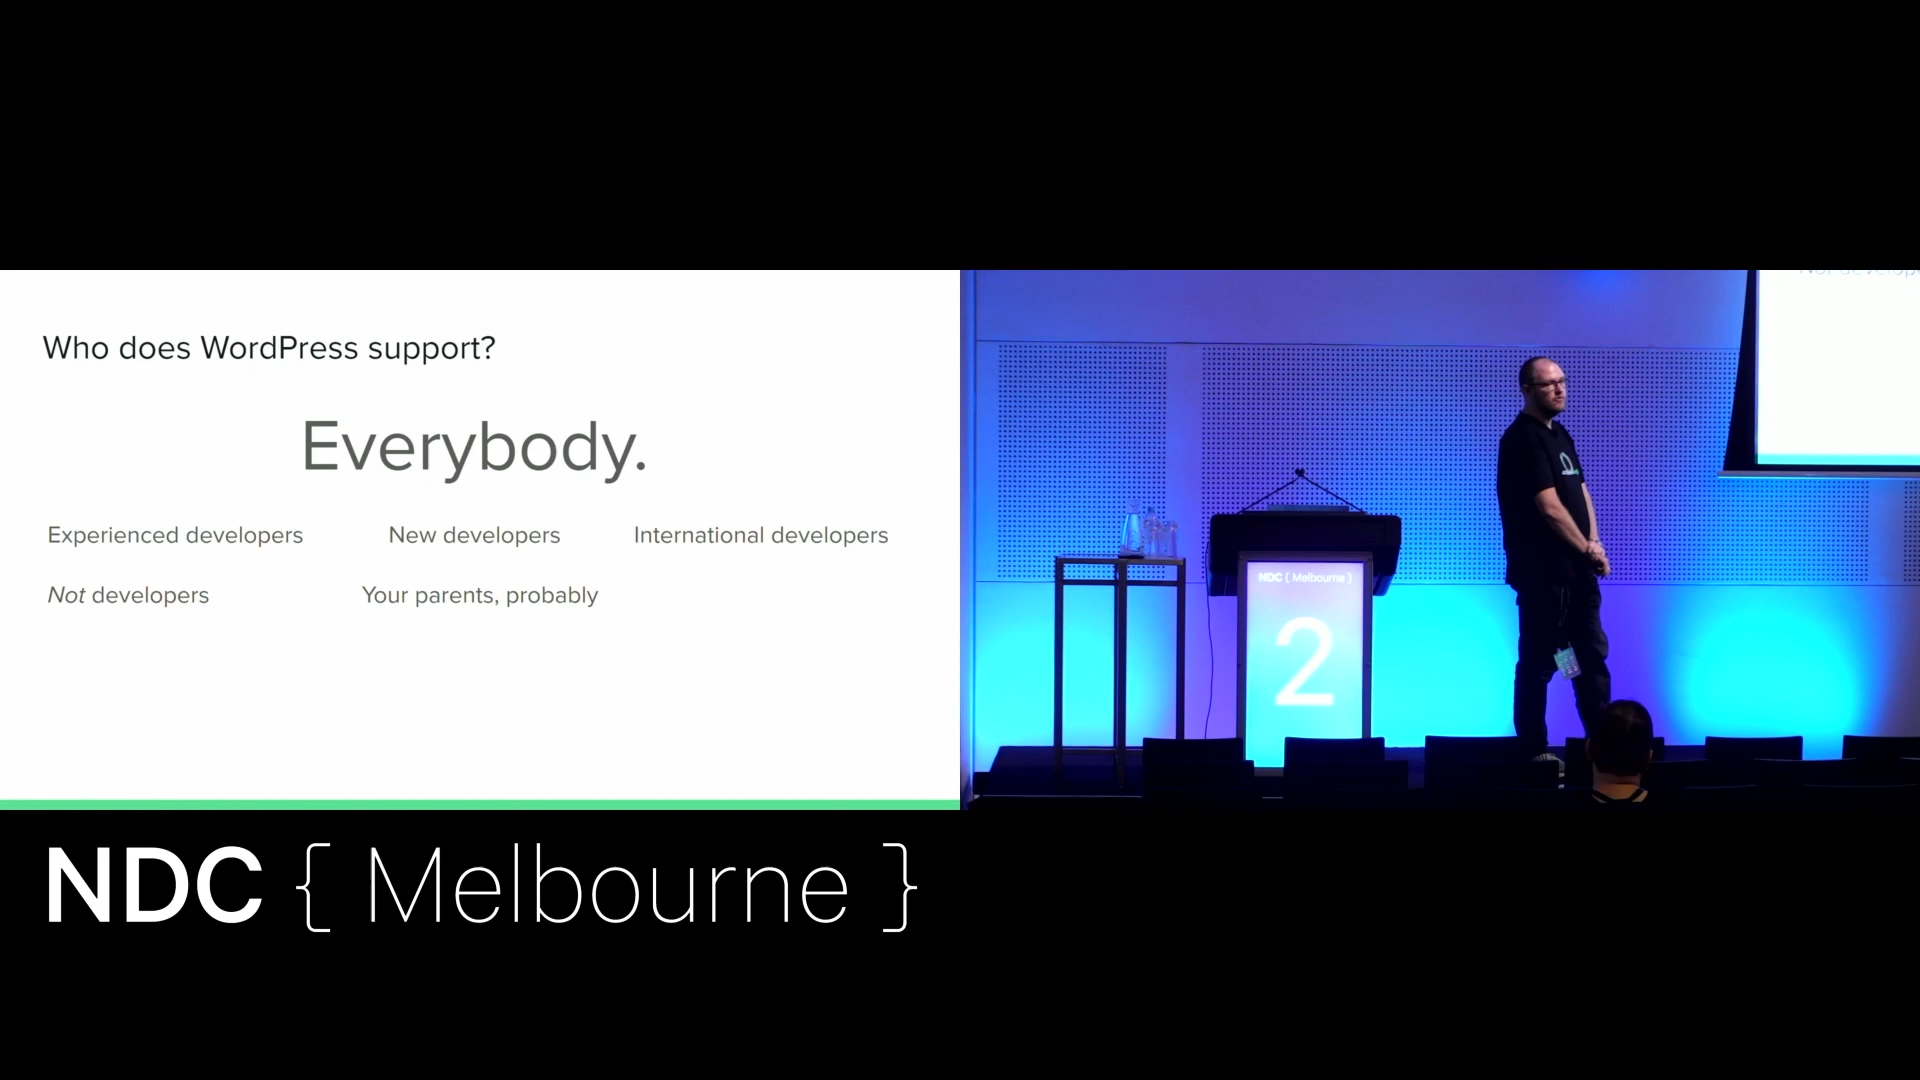 Who does WordPress support?
Everybody.
Experienced developers
New developers
International developers
Not developers
Your parents, probably
NDC { Melbourne }
2
NDC { Melbourne }